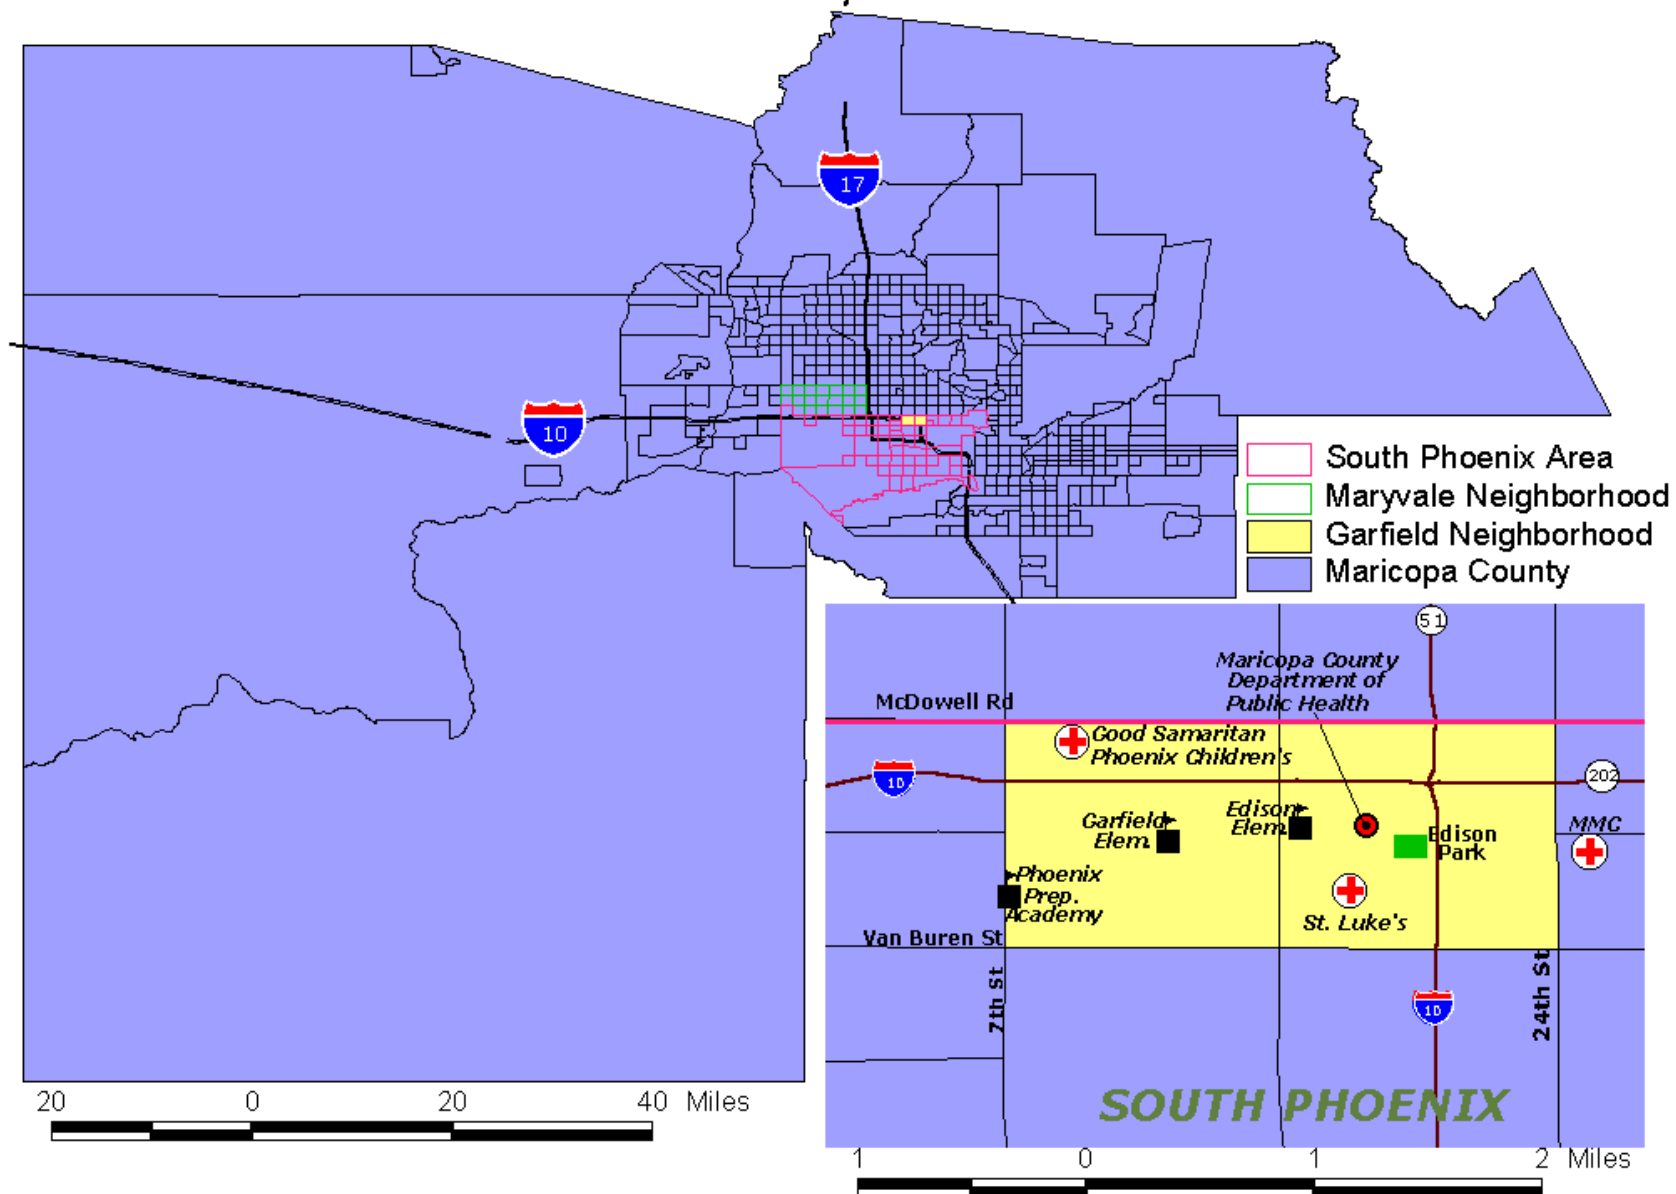 17
10
South Phoenix Area
Maryvale Neighborhood
Garfield Neighborhood
Maricopa County
51
Maricopa County
Department of
Public Health
McDowell Rd
Good Samaritan
Phoenix Children's
10
202
Garfield
Elem.
Edison
Elem.
MMC
Edison
Park
Phoenix
Prep.
Academy
St. Luke's
Van Buren St
7th St
24th St
10
SOUTH PHOENIX
20 0 20 40 Miles
1 0 1 2 Miles